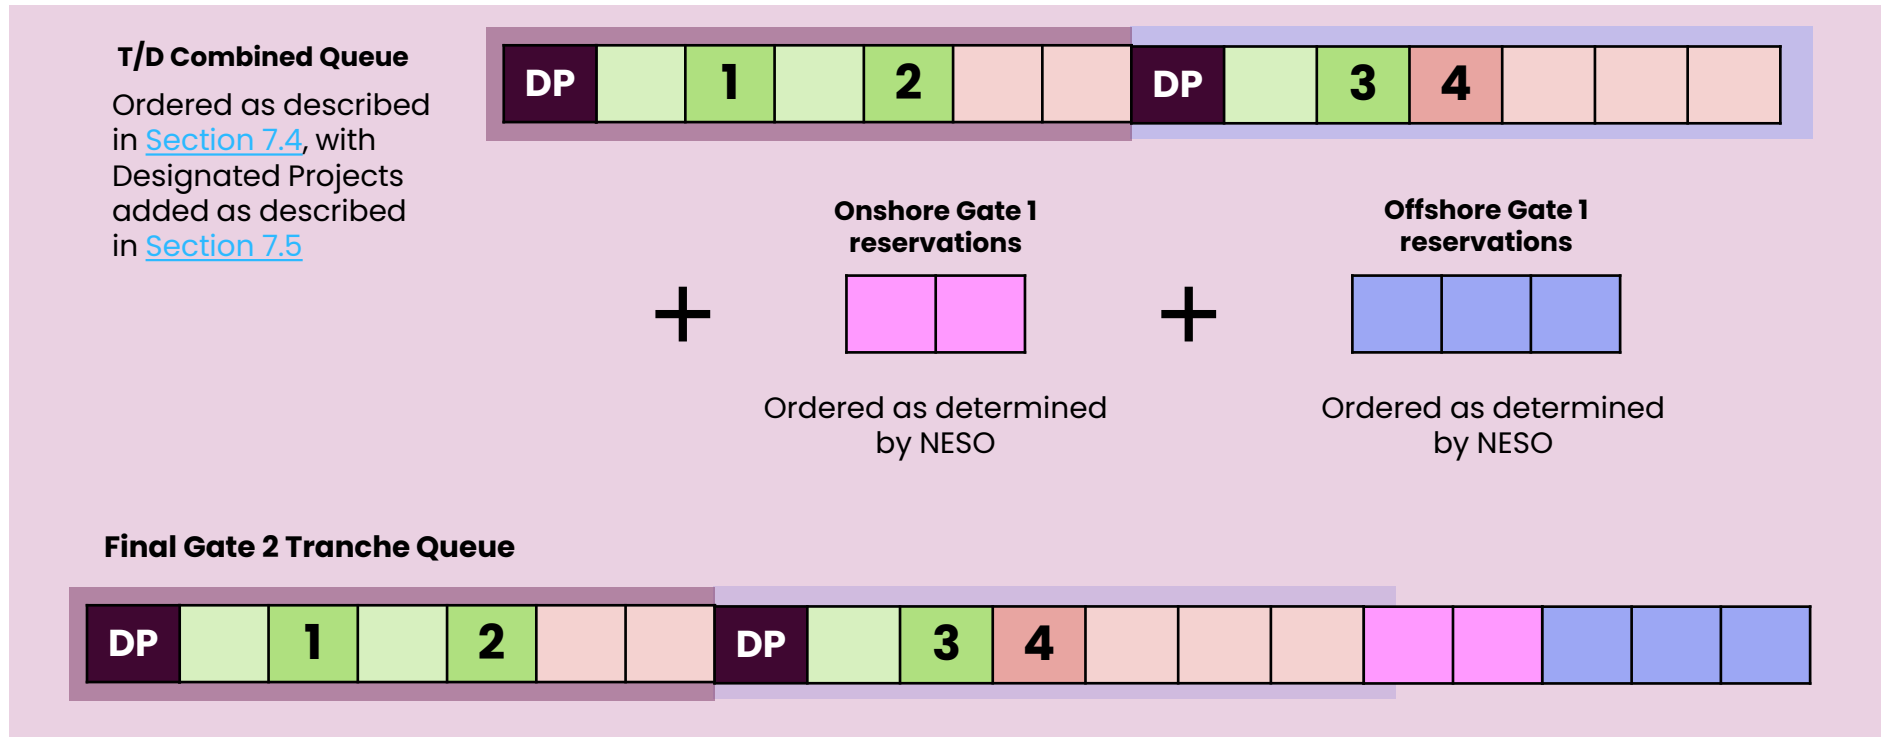 T/D Combined Queue
Ordered as described
in Section 7.4, with
Designated Projects
added as described
in Section 7.5
DP 1 2 DP 3 4
Onshore Gate 1
reservations
Offshore Gate 1
reservations
+ +
Ordered as determined
by NESO
Ordered as determined
by NESO
Final Gate 2 Tranche Queue
DP 1 2 DP 3 4